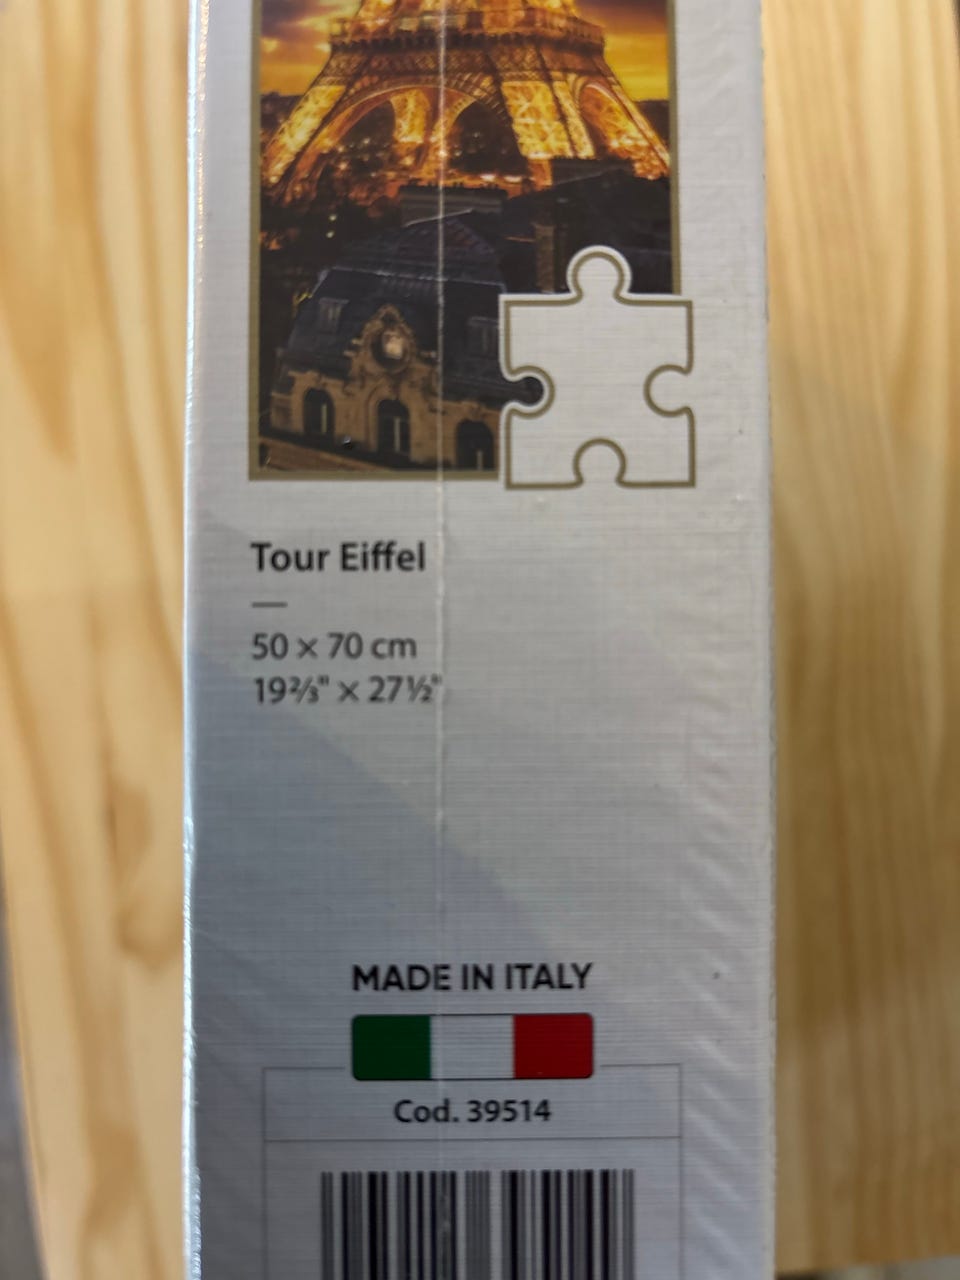 Tour Eiffel
50 × 70 cm
19⅔" × 27½"
MADE IN ITALY
Cod. 39514